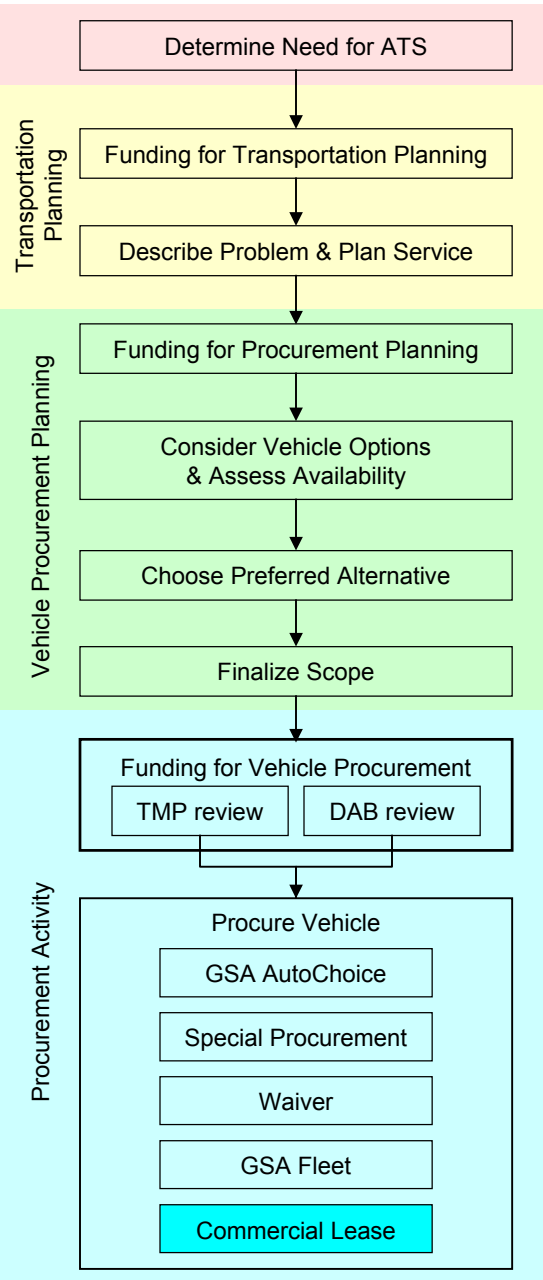 Determine Need for ATS
Transportation
Planning
Funding for Transportation Planning
Describe Problem & Plan Service
Vehicle Procurement Planning
Funding for Procurement Planning
Consider Vehicle Options
& Assess Availability
Choose Preferred Alternative
Finalize Scope
Procurement Activity
Funding for Vehicle Procurement
TMP review
DAB review
Procure Vehicle
GSA AutoChoice
Special Procurement
Waiver
GSA Fleet
Commercial Lease